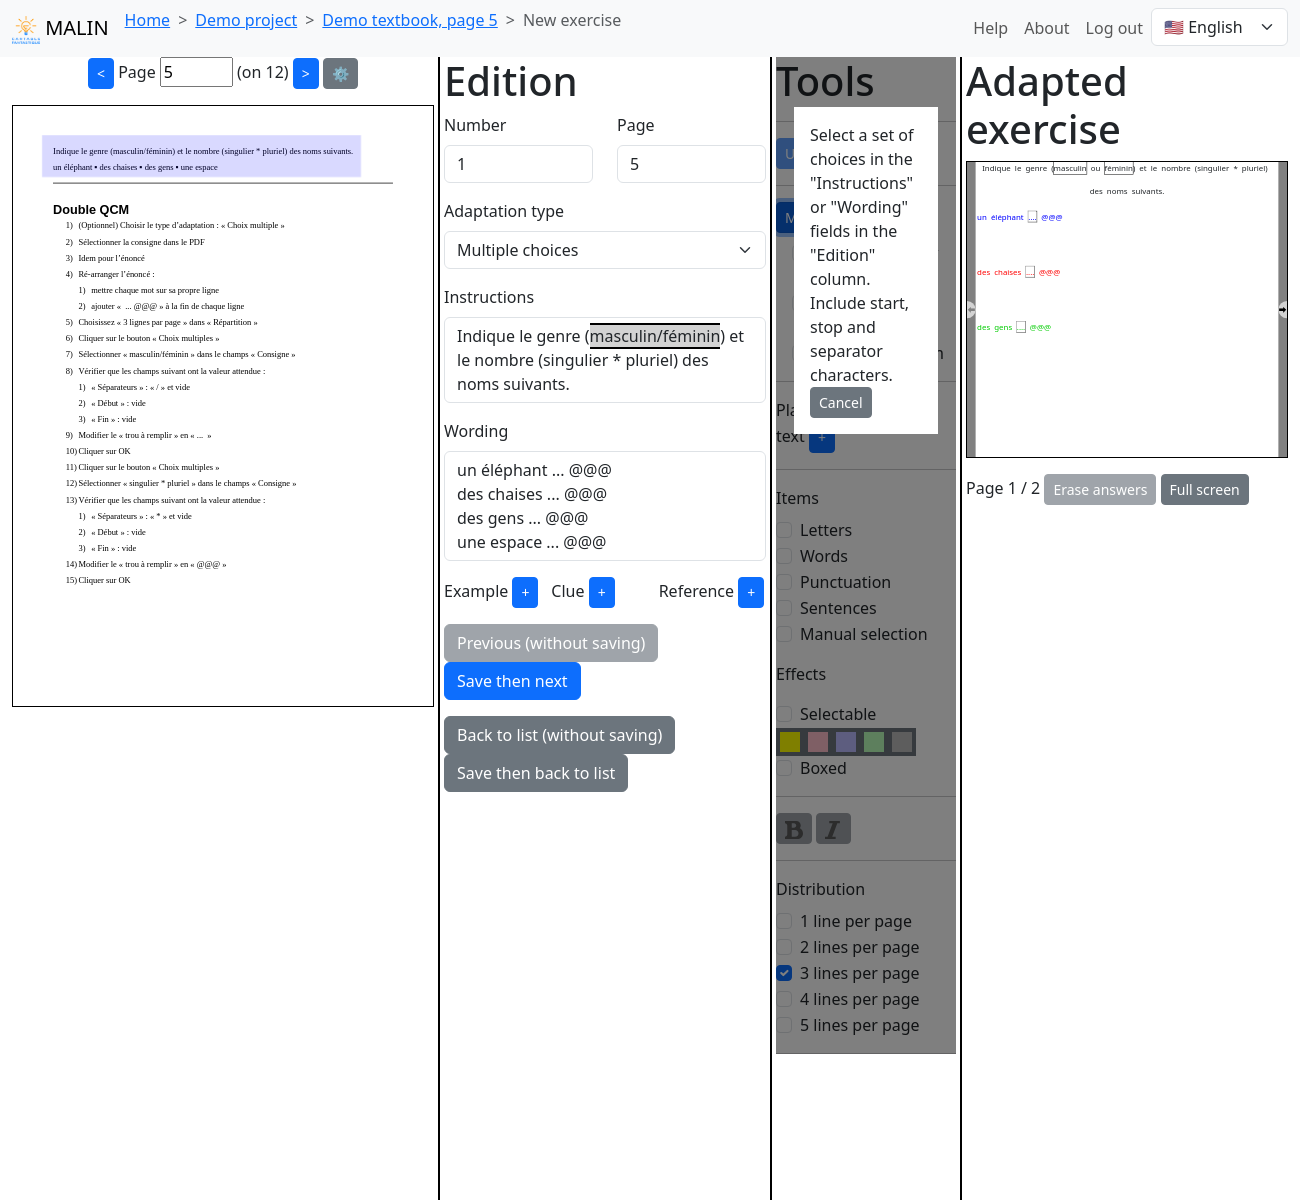 MALIN
Home > Demo project > Demo textbook, page 5 > New exercise
Help About Log out 🇺🇸 English
< Page 5 (on 12) > ⚙️
Indique le genre (masculin/féminin) et le nombre (singulier * pluriel) des noms suivants.
un éléphant • des chaises • des gens • une espace
Double QCM
1) (Optionnel) Choisir le type d’adaptation : « Choix multiple »
2) Sélectionner la consigne dans le PDF
3) Idem pour l’énoncé
4) Ré-arranger l’énoncé :
1) mettre chaque mot sur sa propre ligne
2) ajouter « ... @@@ » à la fin de chaque ligne
5) Choisissez « 3 lignes par page » dans « Répartition »
6) Cliquer sur le bouton « Choix multiples »
7) Sélectionner « masculin/féminin » dans le champs « Consigne »
8) Vérifier que les champs suivant ont la valeur attendue :
1) « Séparateurs » : « / » et vide
2) « Début » : vide
3) « Fin » : vide
9) Modifier le « trou à remplir » en « ... »
10) Cliquer sur OK
11) Cliquer sur le bouton « Choix multiples »
12) Sélectionner « singulier * pluriel » dans le champs « Consigne »
13) Vérifier que les champs suivant ont la valeur attendue :
1) « Séparateurs » : « * » et vide
2) « Début » : vide
3) « Fin » : vide
14) Modifier le « trou à remplir » en « @@@ »
15) Cliquer sur OK
Edition
Number Page
1 5
Adaptation type
Multiple choices
Instructions
Indique le genre (masculin/féminin) et
le nombre (singulier * pluriel) des
noms suivants.
Wording
un éléphant ... @@@
des chaises ... @@@
des gens ... @@@
une espace ... @@@
Example + Clue + Reference +
Previous (without saving)
Save then next
Back to list (without saving)
Save then back to list
Tools
Select a set of
choices in the
"Instructions"
or "Wording"
fields in the
"Edition"
column.
Include start,
stop and
separator
characters.
Cancel
text +
Items
Letters
Words
Punctuation
Sentences
Manual selection
Effects
Selectable
Boxed
B I
Distribution
1 line per page
2 lines per page
3 lines per page
4 lines per page
5 lines per page
Adapted
exercise
Indique le genre (masculin ou féminin) et le nombre (singulier * pluriel)
des noms suivants.
un éléphant ... @@@
des chaises ... @@@
des gens ... @@@
Page 1 / 2 Erase answers Full screen